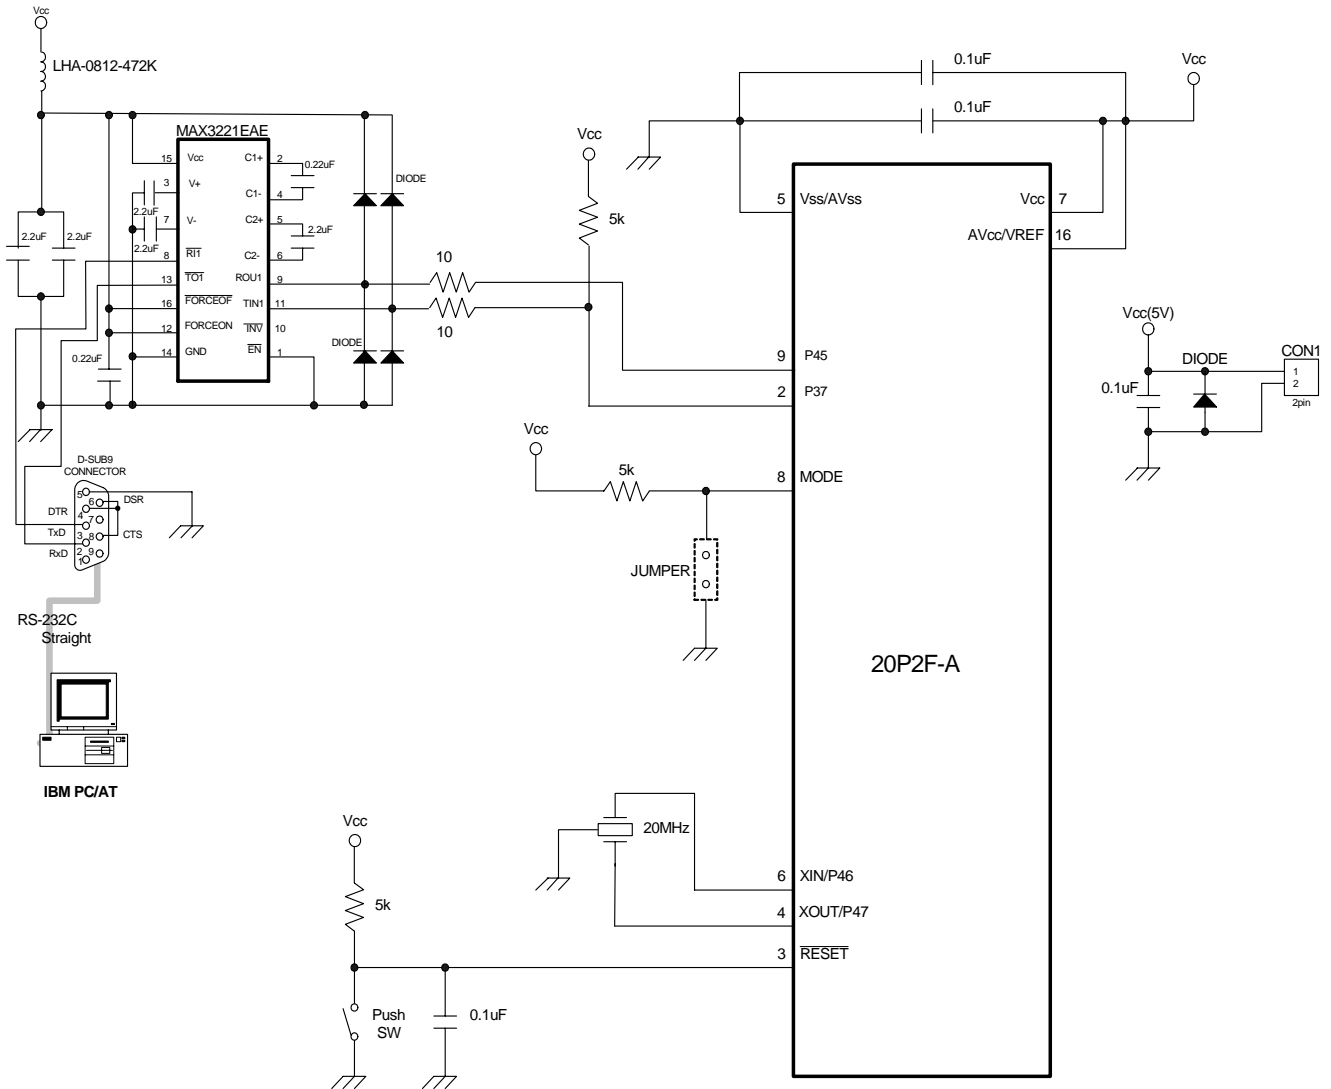 Vcc
LHA-0812-472K
MAX3221EAE
15 Vcc C1+ 2
0.22uF
3 V+
C1- 4
DIODE
2.2uF
7 V- C2+ 5
2.2uF
2.2uF
2.2uF
2.2uF
8 RI1 C2- 6
13 TO1 ROU1 9
16 FORCEOF TIN1 11
12 FORCEON INV 10
14 GND EN 1
0.22uF
DIODE
10
10
Vcc
5k
0.1uF
0.1uF
Vcc
5 Vss/AVss
Vcc 7
AVcc/VREF 16
9 P45
2 P37
8 MODE
20P2F-A
6 XIN/P46
4 XOUT/P47
3 RESET
Vcc(5V)
DIODE
0.1uF
CON1
1
2
2pin
Vcc
5k
JUMPER
D-SUB9
CONNECTOR
5
6
DSR
DTR
4
7
TxD
3
8
CTS
RxD
2
9
1
RS-232C
Straight
IBM PC/AT
20MHz
Vcc
5k
Push
SW
0.1uF